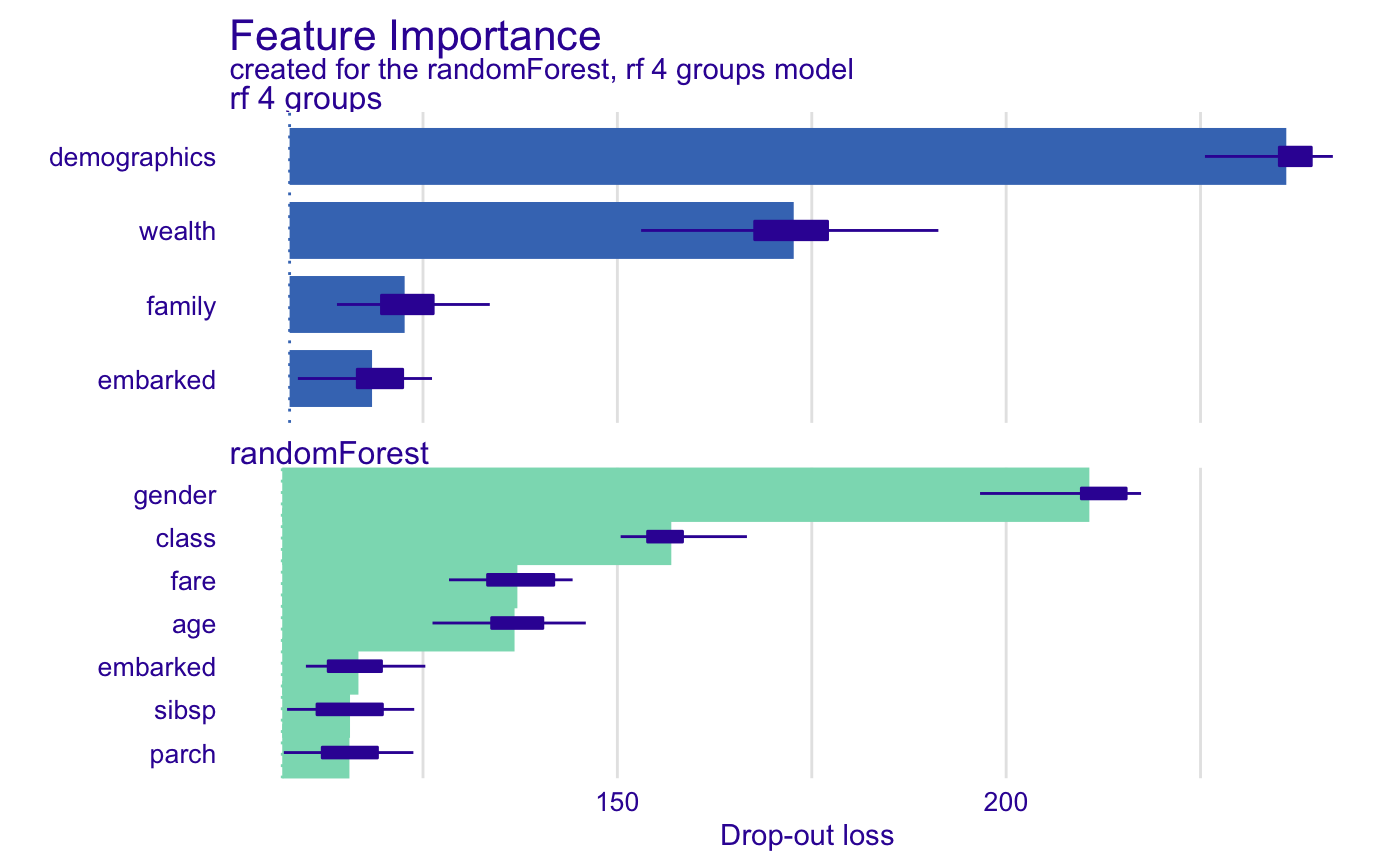 Feature Importance
created for the randomForest, rf 4 groups model
rf 4 groups
demographics
wealth
family
embarked
randomForest
gender
class
fare
age
embarked
sibsp
parch
150 200
Drop-out loss